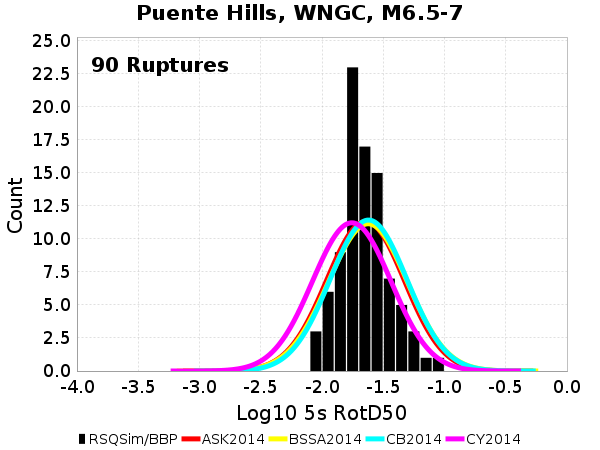 Puente Hills, WNGC, M6.5-7
90 Ruptures
Count
25.0
22.5
20.0
17.5
15.0
12.5
10.0
7.5
5.0
2.5
0.0
-4.0 -3.5 -3.0 -2.5 -2.0 -1.5 -1.0 -0.5 0.0
Log10 5s RotD50
RSQSim/BBP ASK2014 BSSA2014 CB2014 CY2014